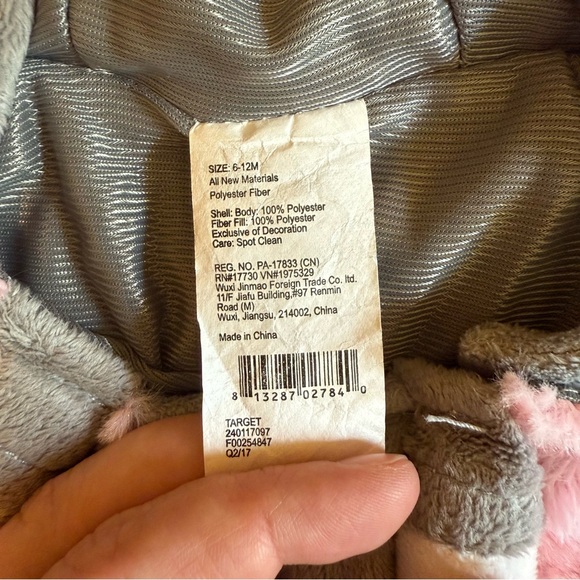 SIZE: 6-12M
All New Materials
Polyester Fiber
Shell: Body: 100% Polyester
Fiber Fill: 100% Polyester
Exclusive of Decoration
Care: Spot Clean
REG. NO. PA-17833 (CN)
RN#17730 VN#1975329
Wuxi Jinmao Foreign Trade Co. ltd.
11/F Jiafu Building,#97 Renmin
Road (M)
Wuxi, Jiangsu, 214002, China
Made in China
8 13287 02784 0
TARGET
240117097
F00254847
Q2/17